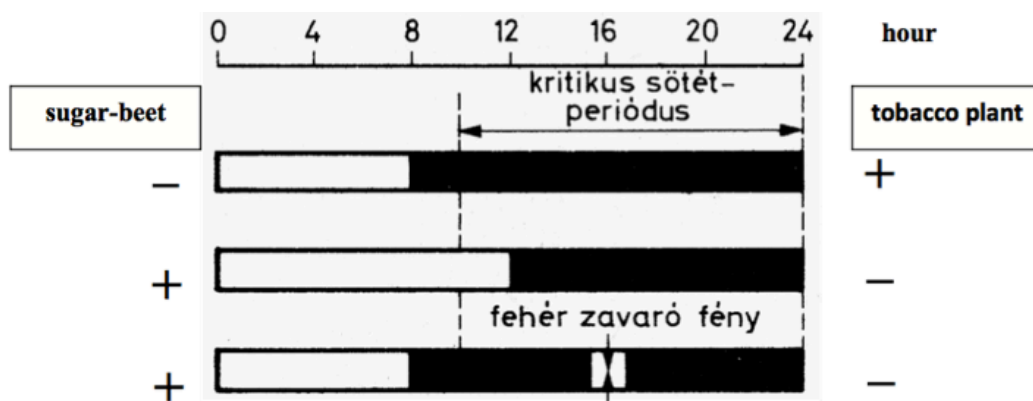 0 4 8 12 16 20 24 hour
kritikus sötét-
periódus
sugar-beet
tobacco plant
− +
+ −
fehér zavaró fény
+ −